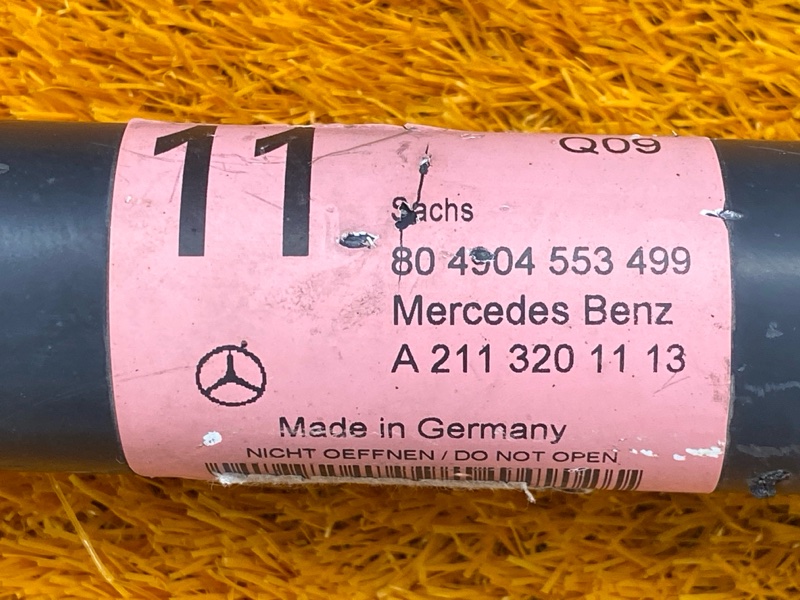 11
Q09
Sachs
80 4904 553 499
Mercedes Benz
A 211 320 11 13
Made in Germany
NICHT OEFFNEN / DO NOT OPEN